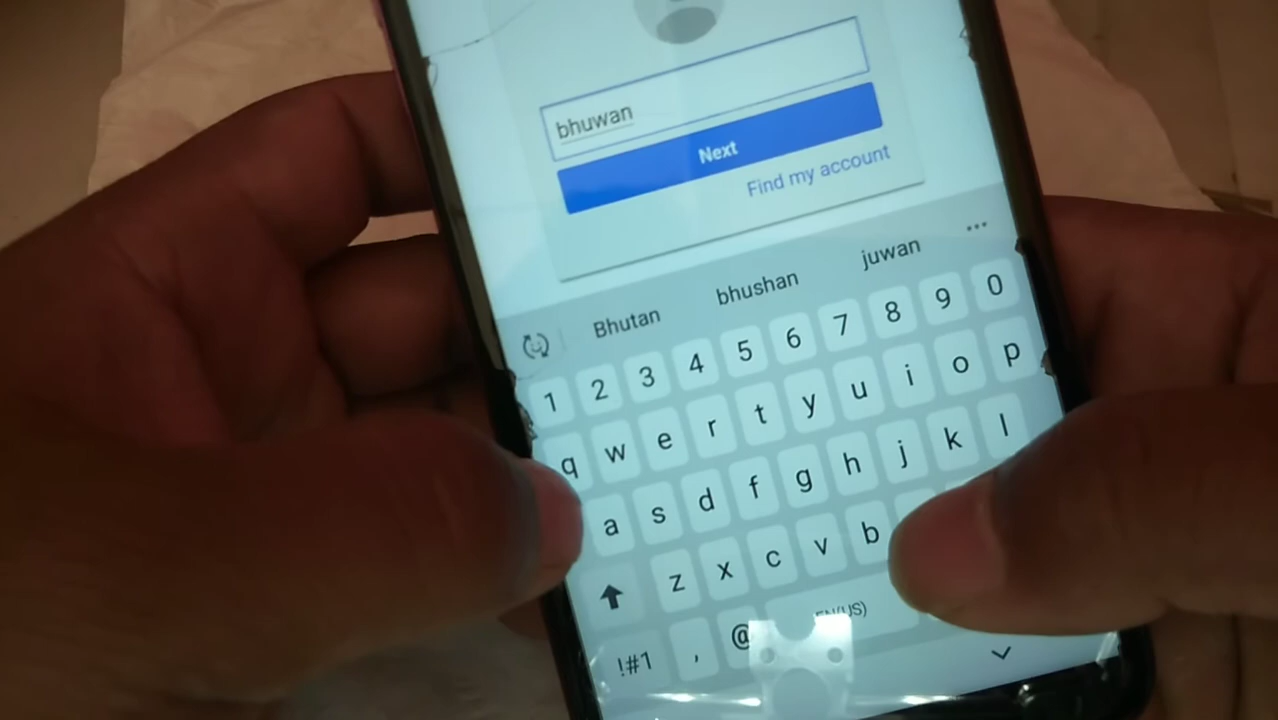 bhuwan
Next
Find my account
Bhutan bhushan juwan ...
1 2 3 4 5 6 7 8 9 0
q w e r t y u i o p
a s d f g h j k l
z x c v b
!#1 , @ EN(US)